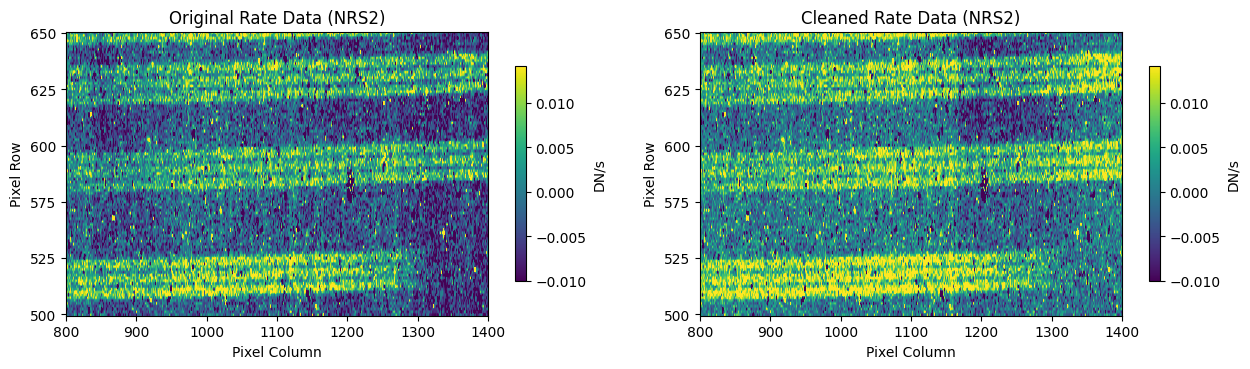 Original Rate Data (NRS2)
650
625
600
575
550
525
500
Pixel Row
800 900 1000 1100 1200 1300 1400
Pixel Column
0.010
0.005
0.000
−0.005
−0.010
DN/s
Cleaned Rate Data (NRS2)
650
625
600
575
550
525
500
Pixel Row
800 900 1000 1100 1200 1300 1400
Pixel Column
0.010
0.005
0.000
−0.005
−0.010
DN/s